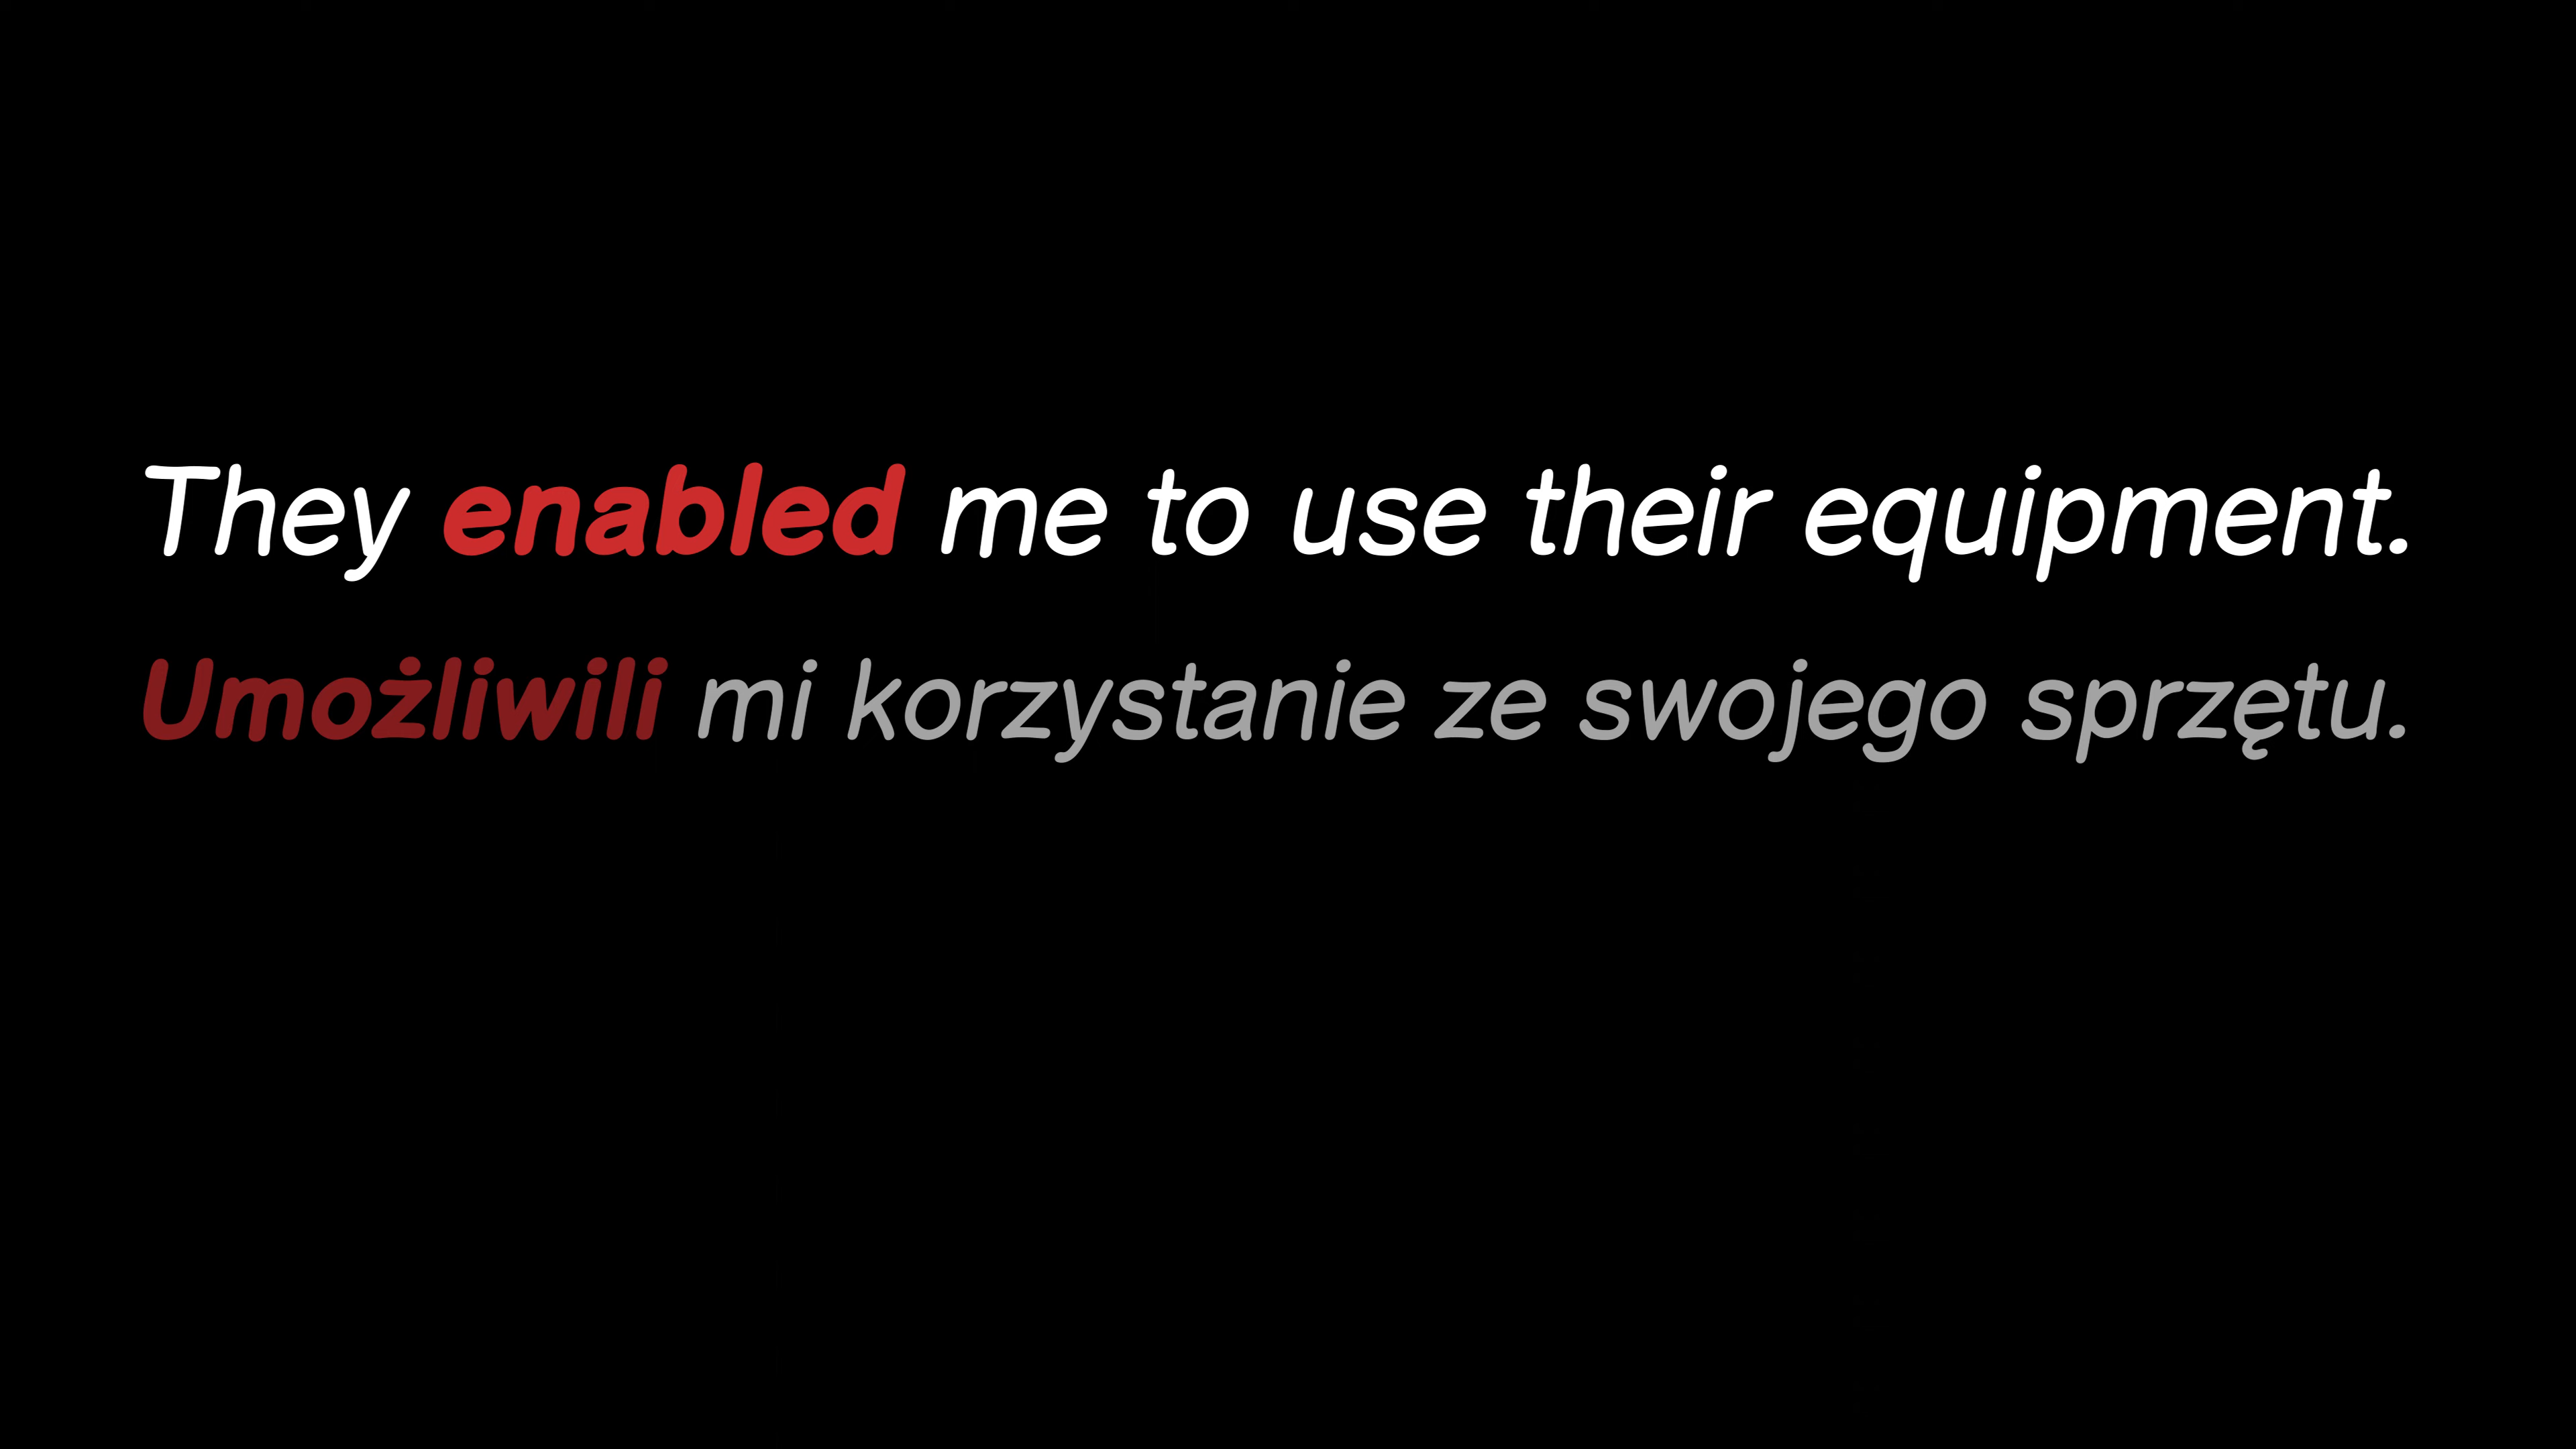 They enabled me to use their equipment.
Umożliwili mi korzystanie ze swojego sprzętu.